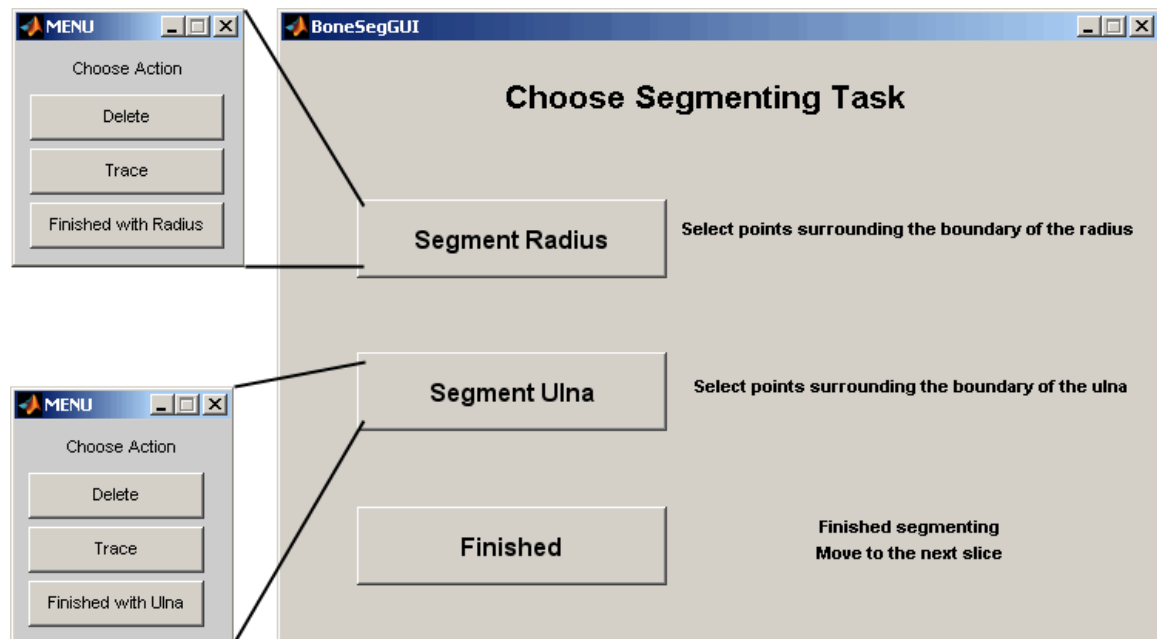 MENU
Choose Action
Delete
Trace
Finished with Radius
BoneSegGUI
Choose Segmenting Task
Segment Radius
Select points surrounding the boundary of the radius
Segment Ulna
Select points surrounding the boundary of the ulna
Finished
Finished segmenting
Move to the next slice
MENU
Choose Action
Delete
Trace
Finished with Ulna